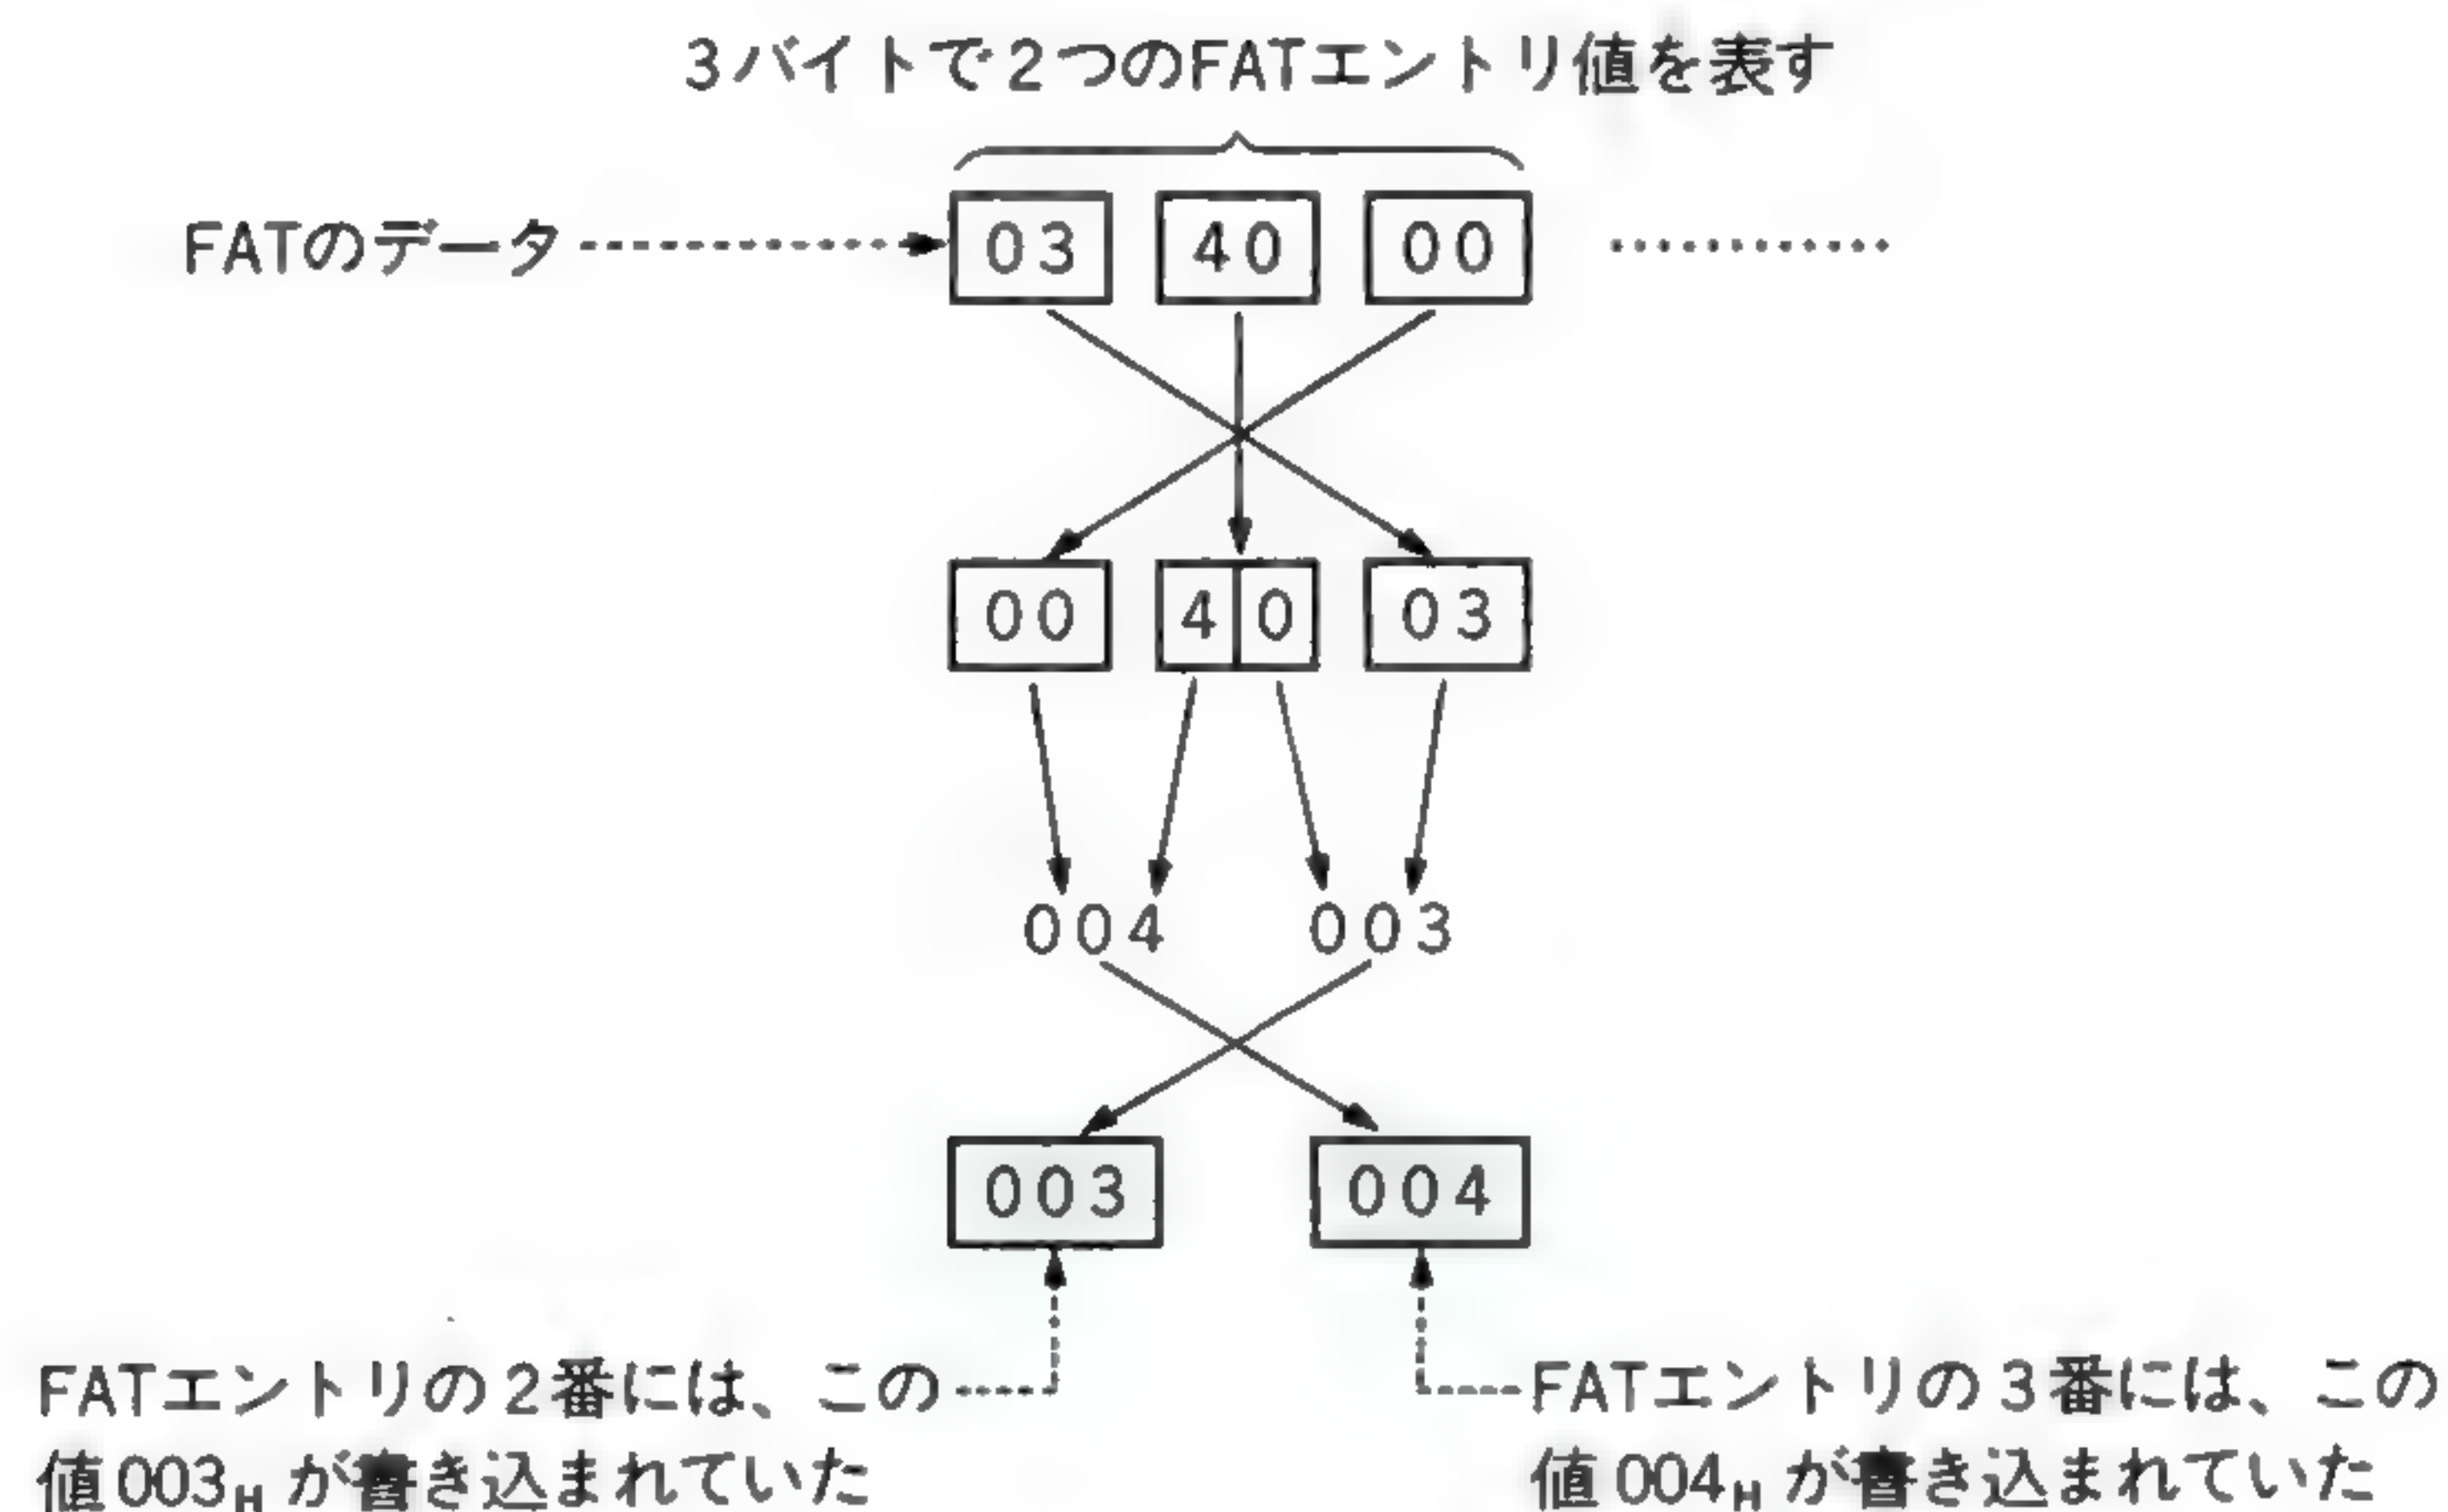 3バイトで2つのFATエントリ値を表す
FATのデータ 03 40 00
00 4 0 03
004 003
003 004
FATエントリの2番には、この
値003H が書き込まれていた
FATエントリの3番には、この
値004H が書き込まれていた